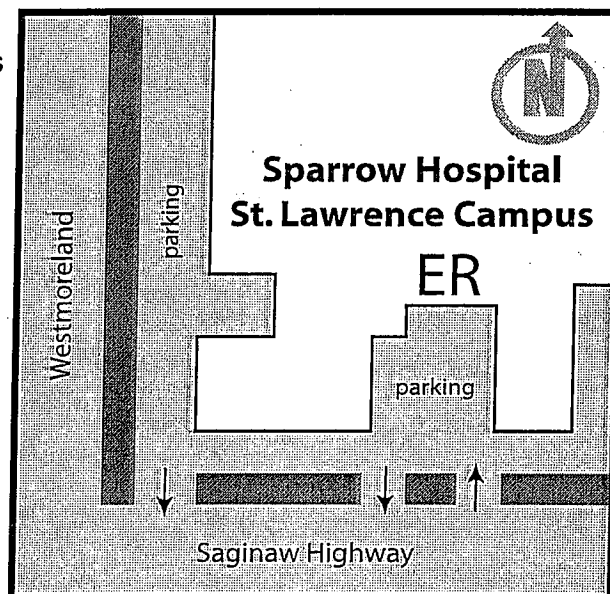 s
N
Sparrow Hospital
St. Lawrence Campus
ER
parking
Westmoreland
parking
Saginaw Highway